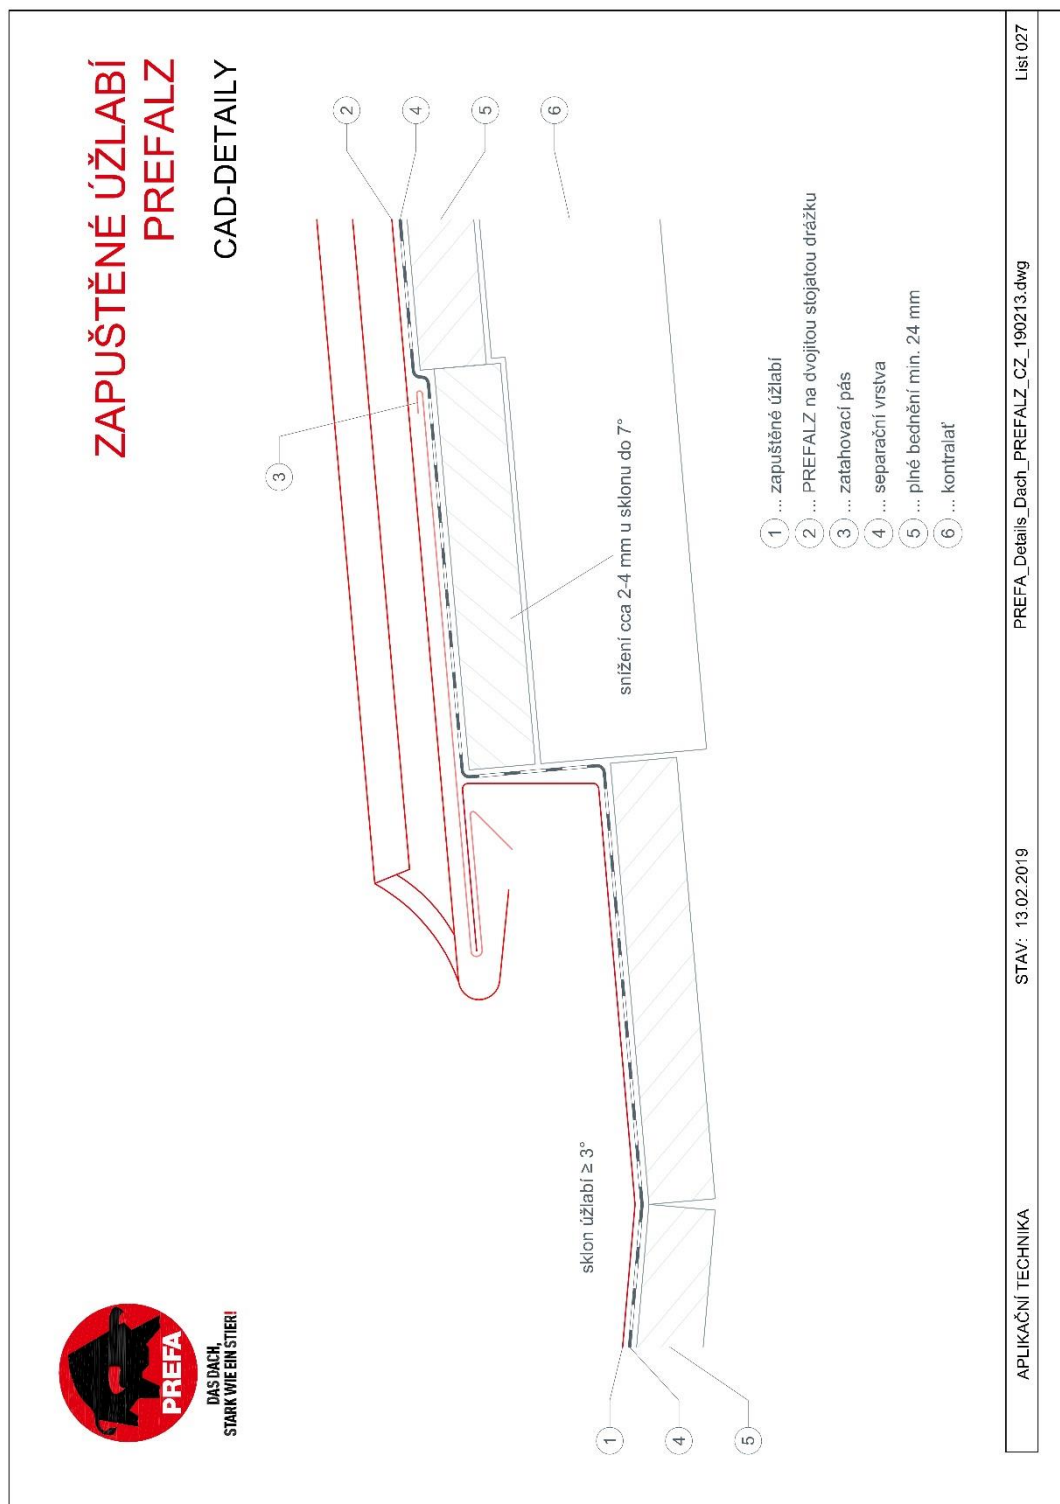 PREFA
DAS DACH,
STARK WIE EIN STIER!
ZAPUŠTĚNÉ ÚŽLABÍ
PREFALZ
CAD-DETAILY
2
4
5
6
3
sklon úžlabí ≥ 3°
snížení cca 2-4 mm u sklonu do 7°
1
4
5
1 ... zapuštěné úžlabí
2 ... PREFALZ na dvojitou stojatou drážku
3 ... zatahovací pás
4 ... separační vrstva
5 ... plné bednění min. 24 mm
6 ... kontralať
APLIKAČNÍ TECHNIKA STAV: 13.02.2019 PREFA_Details_Dach_PREFALZ_CZ_190213.dwg List 027